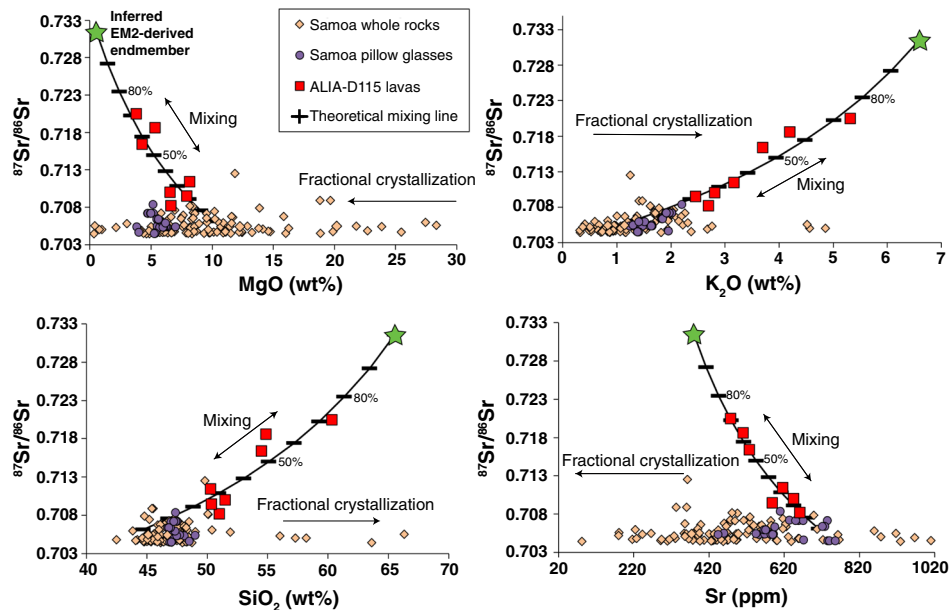 0.733
0.728
0.723
0.718
0.713
0.708
0.703
87Sr/86Sr
Inferred
EM2-derived
endmember
80%
50%
Mixing
Fractional crystallization
0 5 10 15 20 25 30
MgO (wt%)
Samoa whole rocks
Samoa pillow glasses
ALIA-D115 lavas
Theoretical mixing line
0.733
0.728
0.723
0.718
0.713
0.708
0.703
87Sr/86Sr
Fractional crystallization
80%
50%
Mixing
0 1 2 3 4 5 6 7
K2O (wt%)
0.733
0.728
0.723
0.718
0.713
0.708
0.703
87Sr/86Sr
Mixing
80%
50%
Fractional crystallization
40 45 50 55 60 65 70
SiO2 (wt%)
0.733
0.728
0.723
0.718
0.713
0.708
0.703
87Sr/86Sr
80%
Mixing
50%
Fractional crystallization
20 220 420 620 820 1020
Sr (ppm)